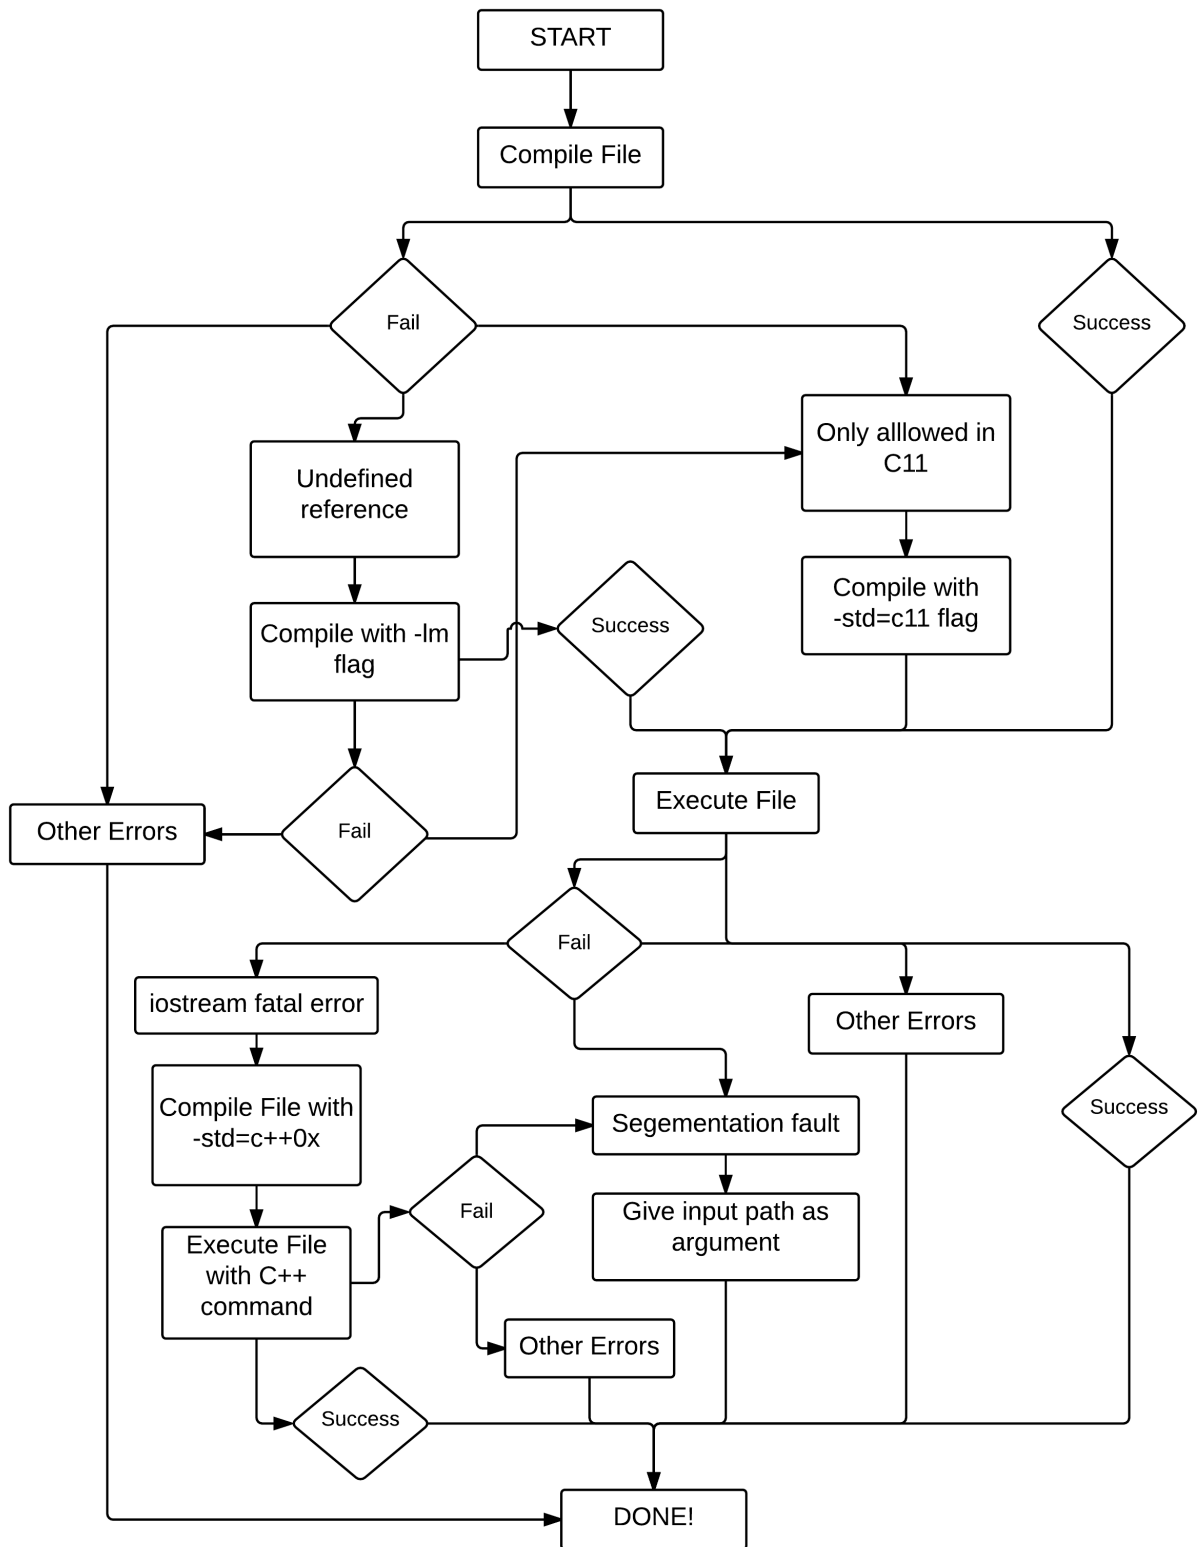 START
Compile File
Fail
Success
Only alllowed in
C11
Undefined
reference
Compile with
-std=c11 flag
Compile with -lm
flag
Success
Execute File
Other Errors
Fail
Fail
iostream fatal error
Other Errors
Compile File with
-std=c++0x
Success
Segementation fault
Fail
Give input path as
argument
Execute File
with C++
command
Other Errors
Success
DONE!